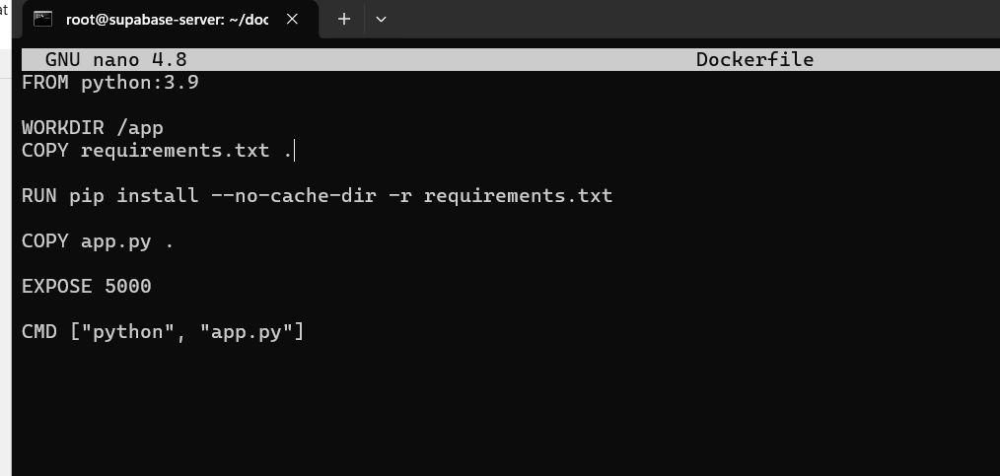 at
root@supabase-server: ~/doc
GNU nano 4.8 Dockerfile
FROM python:3.9
WORKDIR /app
COPY requirements.txt .
RUN pip install --no-cache-dir -r requirements.txt
COPY app.py .
EXPOSE 5000
CMD ["python", "app.py"]